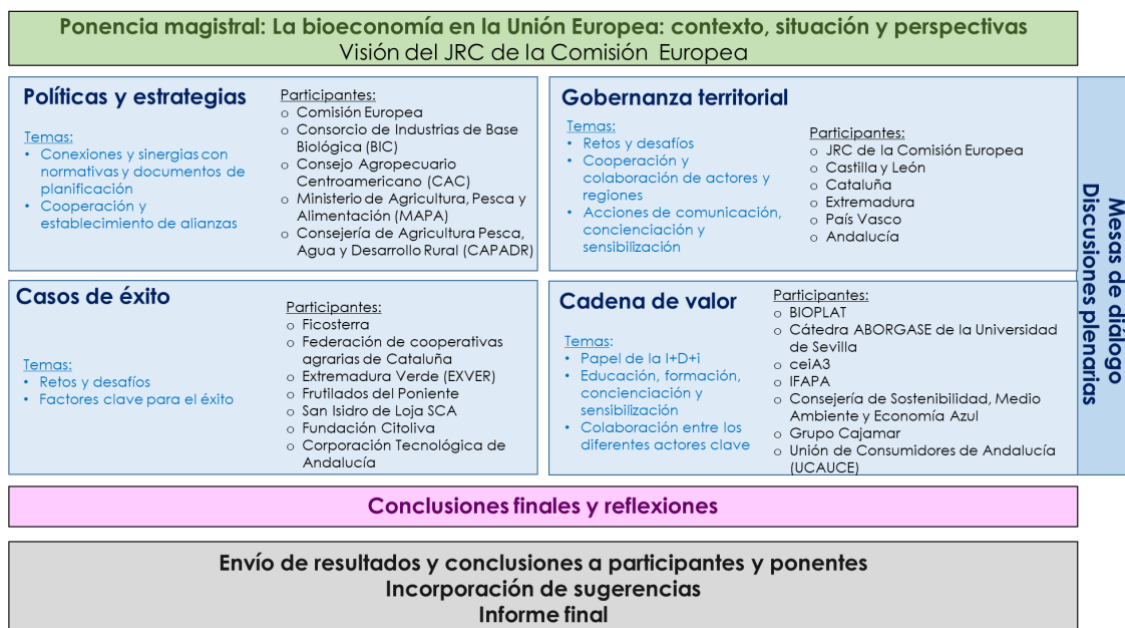 Ponencia magistral: La bioeconomía en la Unión Europea: contexto, situación y perspectivas
Visión del JRC de la Comisión Europea
Políticas y estrategias
Temas:
• Conexiones y sinergias con
normativas y documentos de
planificación
• Cooperación y
establecimiento de alianzas
Participantes:
o Comisión Europea
o Consorcio de Industrias de Base
Biológica (BIC)
o Consejo Agropecuario
Centroamericano (CAC)
o Ministerio de Agricultura, Pesca y
Alimentación (MAPA)
o Consejería de Agricultura Pesca,
Agua y Desarrollo Rural (CAPADR)
Gobernanza territorial
Temas:
• Retos y desafíos
• Cooperación y
colaboración de actores y
regiones
• Acciones de comunicación,
concienciación y
sensibilización
Participantes:
o JRC de la Comisión Europea
o Castilla y León
o Cataluña
o Extremadura
o País Vasco
o Andalucía
Casos de éxito
Temas:
• Retos y desafíos
• Factores clave para el éxito
Participantes:
o Ficosterra
o Federación de cooperativas
agrarias de Cataluña
o Extremadura Verde (EXVER)
o Frutilados del Poniente
o San Isidro de Loja SCA
o Fundación Citoliva
o Corporación Tecnológica de
Andalucía
Cadena de valor
Temas:
• Papel de la I+D+i
• Educación, formación,
concienciación y
sensibilización
• Colaboración entre los
diferentes actores clave
Participantes:
o BIOPLAT
o Cátedra ABORGASE de la Universidad
de Sevilla
o ceiA3
o IFAPA
o Consejería de Sostenibilidad, Medio
Ambiente y Economía Azul
o Grupo Cajamar
o Unión de Consumidores de Andalucía
(UCAUCE)
Mesas de diálogo
Discusiones plenarias
Conclusiones finales y reflexiones
Envío de resultados y conclusiones a participantes y ponentes
Incorporación de sugerencias
Informe final